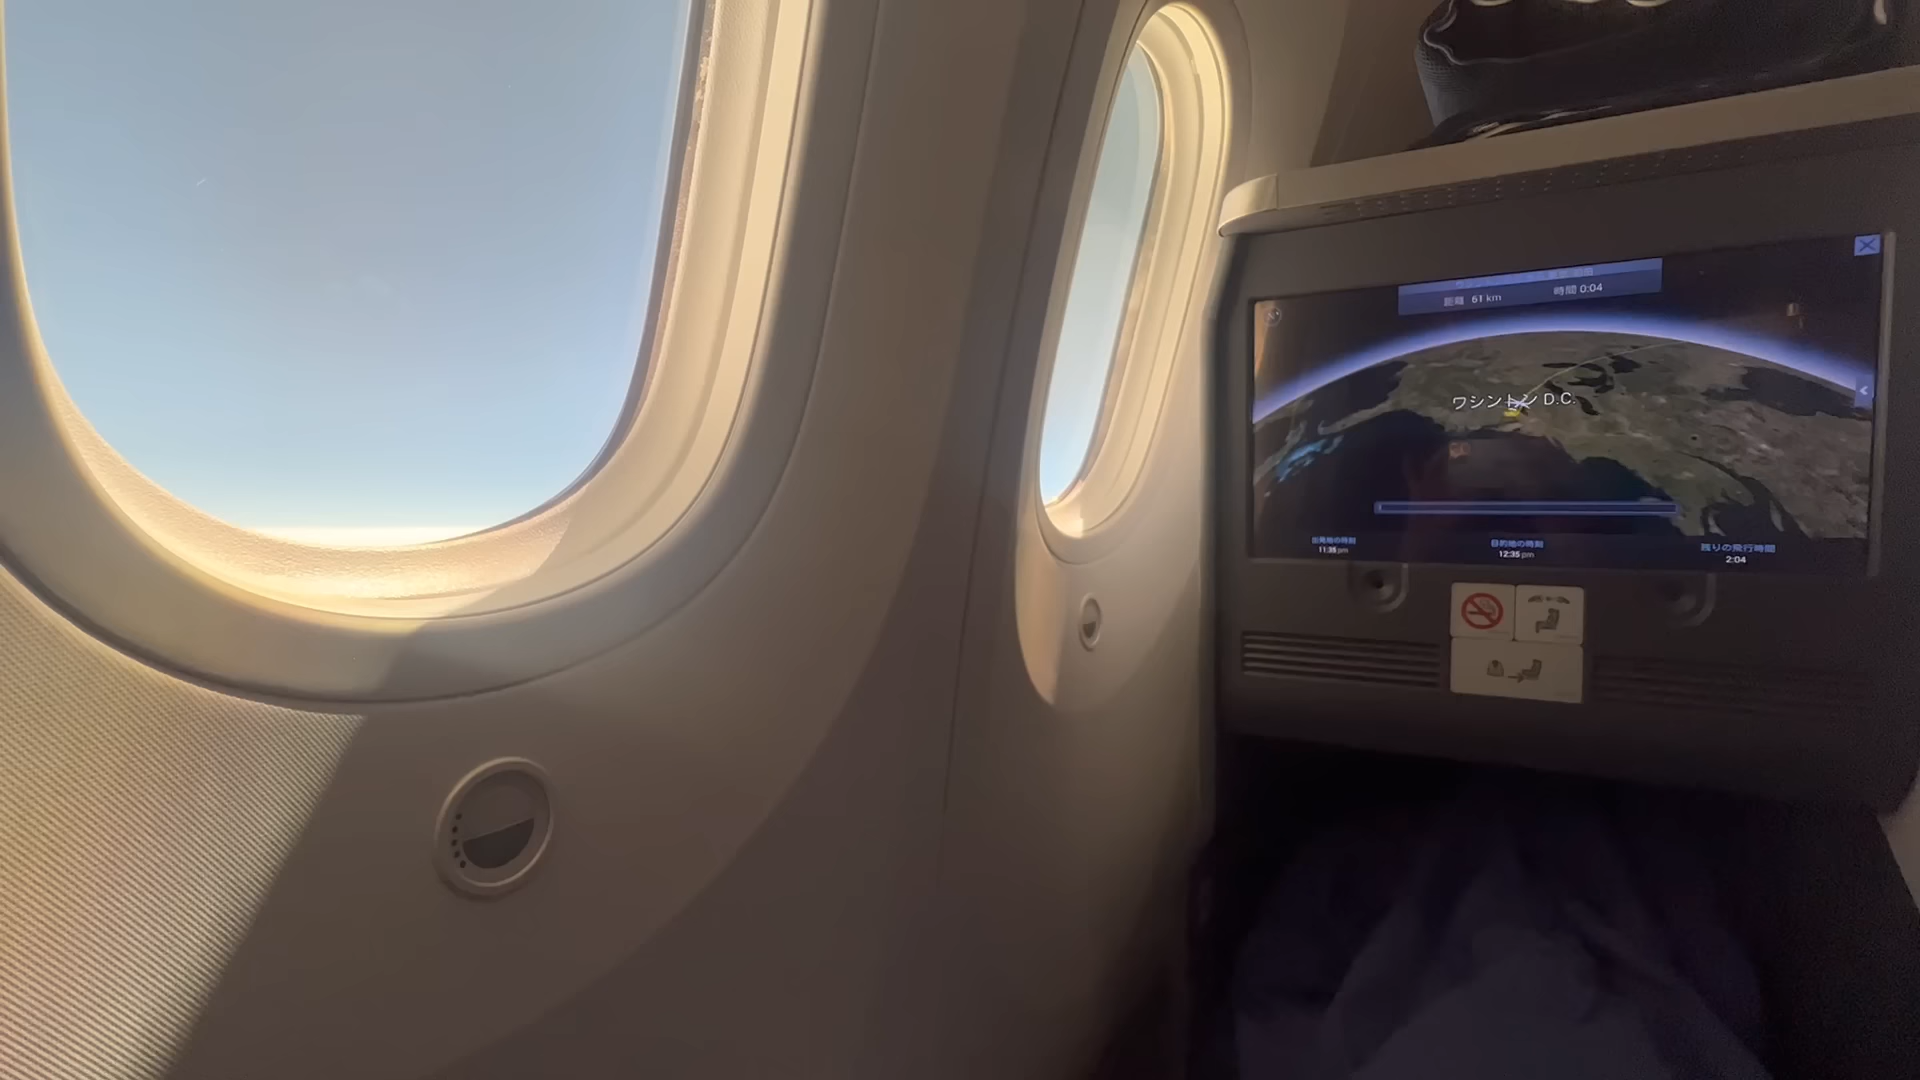 距離 61 km 時間 0:04
ワシントン D.C.
出発地の時刻 目的地の時刻 残りの飛行時間
11:35 pm 12:35 pm 2:04